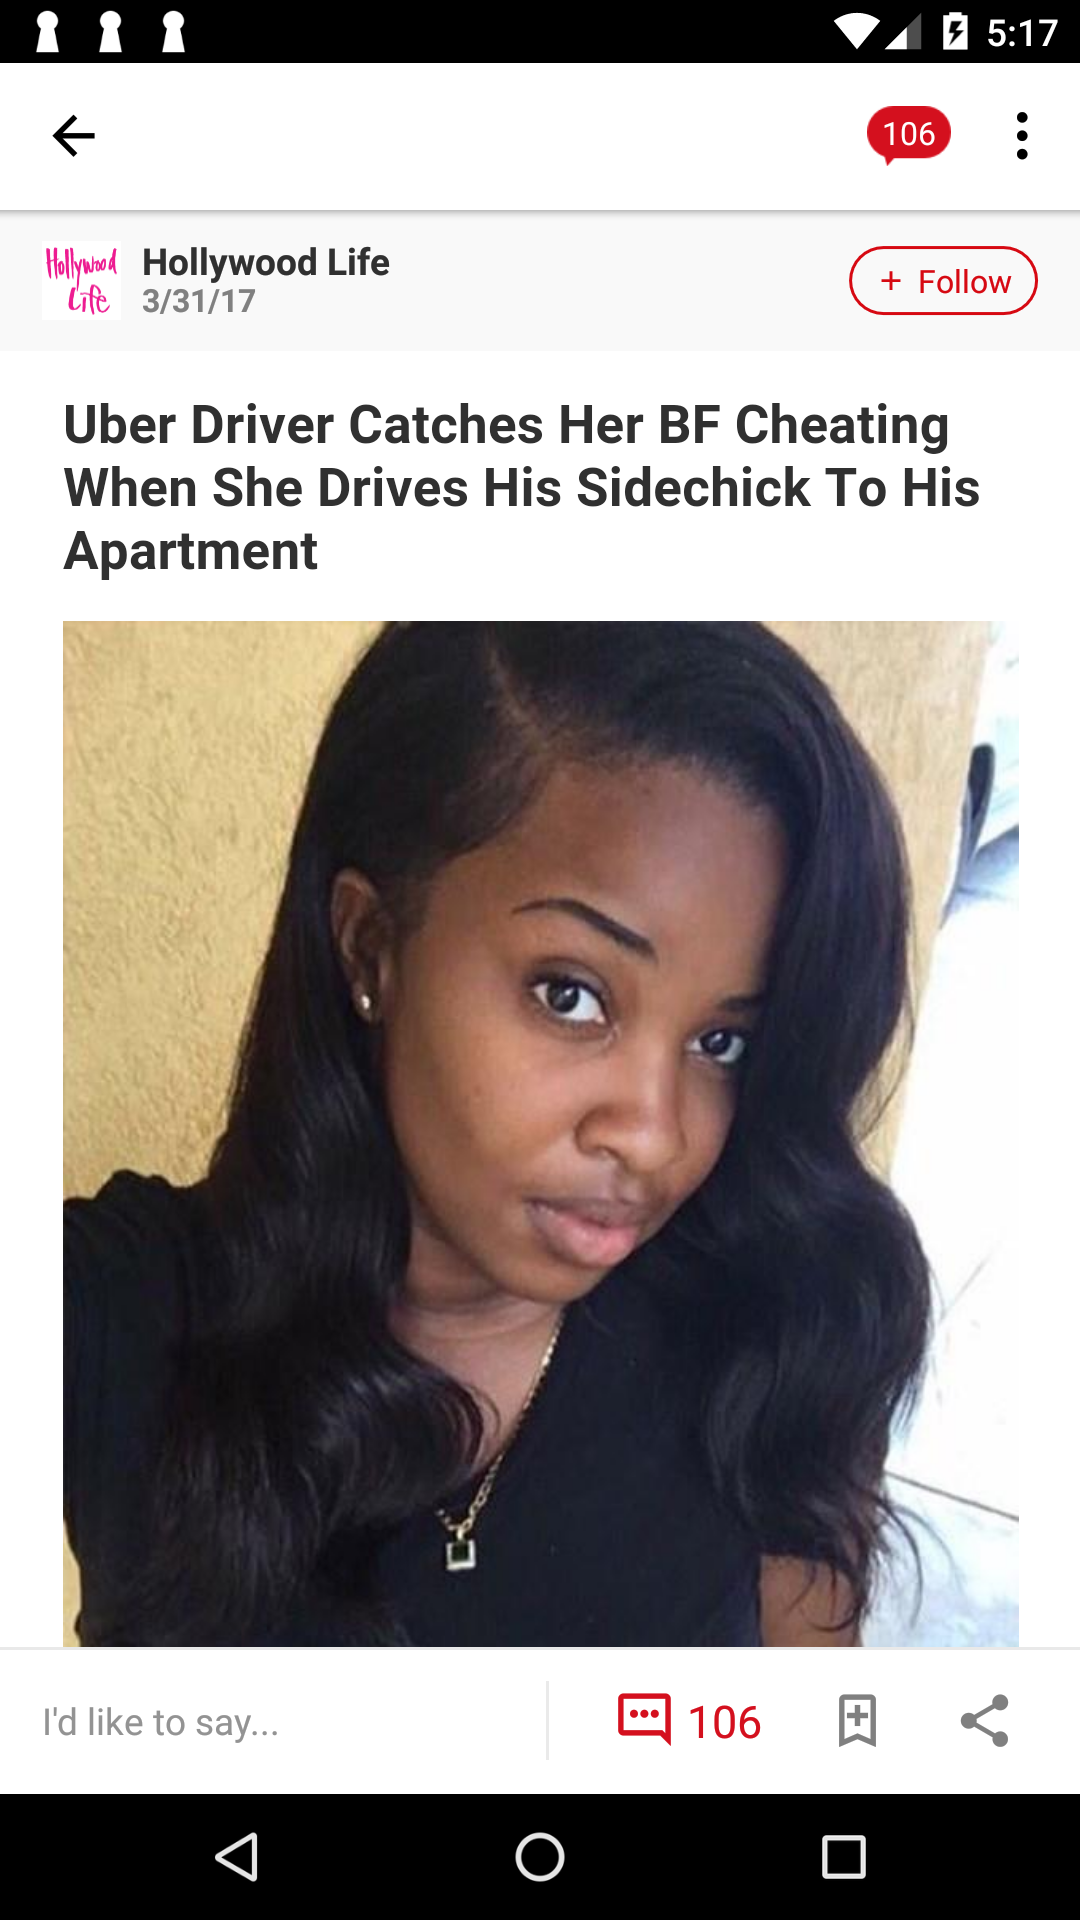 5:17
106
Hollywood
Life
Hollywood Life
3/31/17
+ Follow
Uber Driver Catches Her BF Cheating
When She Drives His Sidechick To His
Apartment
I'd like to say...
106